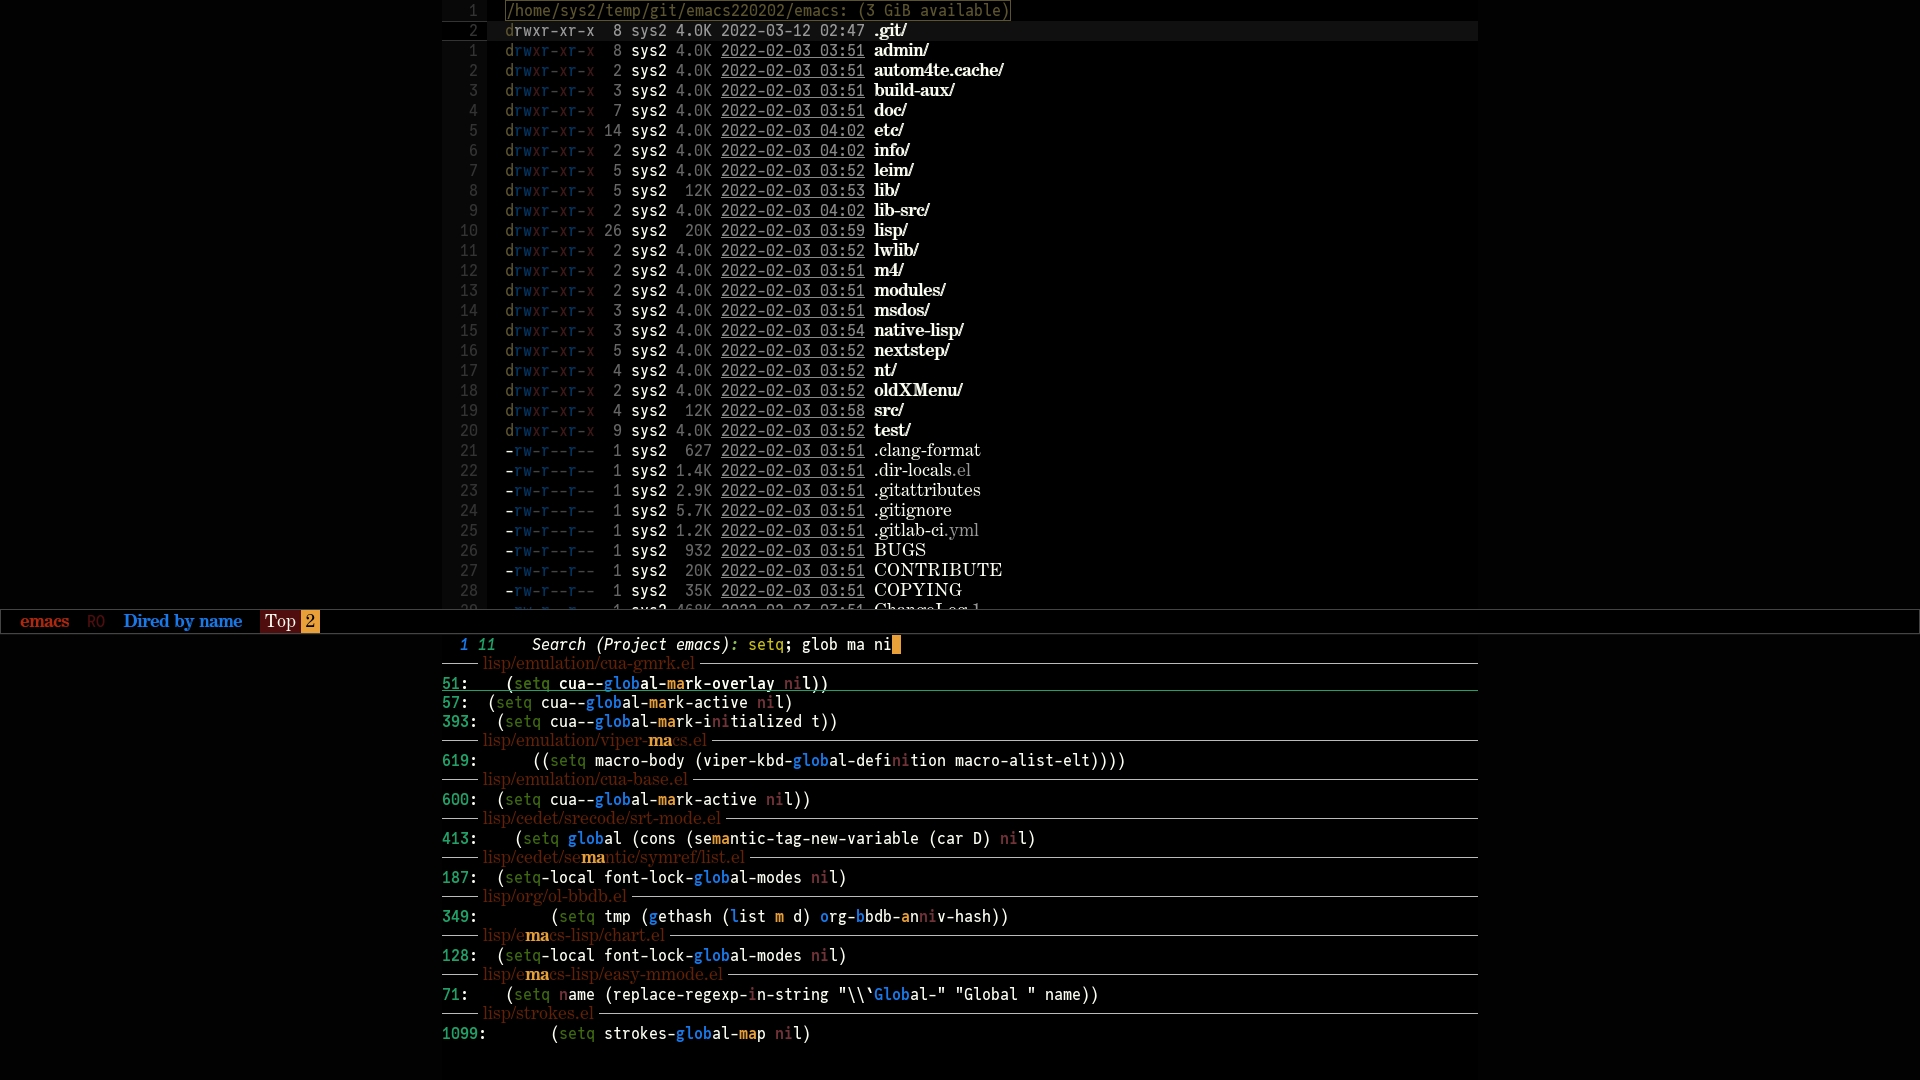 1 /home/sys2/temp/git/emacs220202/emacs: (3 GiB available)
2 drwxr-xr-x 8 sys2 4.0K 2022-03-12 02:47 .git/
1 drwxr-xr-x 8 sys2 4.0K 2022-02-03 03:51 admin/
2 drwxr-xr-x 2 sys2 4.0K 2022-02-03 03:51 autom4te.cache/
3 drwxr-xr-x 3 sys2 4.0K 2022-02-03 03:51 build-aux/
4 drwxr-xr-x 7 sys2 4.0K 2022-02-03 03:51 doc/
5 drwxr-xr-x 14 sys2 4.0K 2022-02-03 04:02 etc/
6 drwxr-xr-x 2 sys2 4.0K 2022-02-03 04:02 info/
7 drwxr-xr-x 5 sys2 4.0K 2022-02-03 03:52 leim/
8 drwxr-xr-x 5 sys2 12K 2022-02-03 03:53 lib/
9 drwxr-xr-x 2 sys2 4.0K 2022-02-03 04:02 lib-src/
10 drwxr-xr-x 26 sys2 20K 2022-02-03 03:59 lisp/
11 drwxr-xr-x 2 sys2 4.0K 2022-02-03 03:52 lwlib/
12 drwxr-xr-x 2 sys2 4.0K 2022-02-03 03:51 m4/
13 drwxr-xr-x 2 sys2 4.0K 2022-02-03 03:51 modules/
14 drwxr-xr-x 3 sys2 4.0K 2022-02-03 03:51 msdos/
15 drwxr-xr-x 3 sys2 4.0K 2022-02-03 03:54 native-lisp/
16 drwxr-xr-x 5 sys2 4.0K 2022-02-03 03:52 nextstep/
17 drwxr-xr-x 4 sys2 4.0K 2022-02-03 03:52 nt/
18 drwxr-xr-x 2 sys2 4.0K 2022-02-03 03:52 oldXMenu/
19 drwxr-xr-x 4 sys2 12K 2022-02-03 03:58 src/
20 drwxr-xr-x 9 sys2 4.0K 2022-02-03 03:52 test/
21 -rw-r--r-- 1 sys2 627 2022-02-03 03:51 .clang-format
22 -rw-r--r-- 1 sys2 1.4K 2022-02-03 03:51 .dir-locals.el
23 -rw-r--r-- 1 sys2 2.9K 2022-02-03 03:51 .gitattributes
24 -rw-r--r-- 1 sys2 5.7K 2022-02-03 03:51 .gitignore
25 -rw-r--r-- 1 sys2 1.2K 2022-02-03 03:51 .gitlab-ci.yml
26 -rw-r--r-- 1 sys2 932 2022-02-03 03:51 BUGS
27 -rw-r--r-- 1 sys2 20K 2022-02-03 03:51 CONTRIBUTE
28 -rw-r--r-- 1 sys2 35K 2022-02-03 03:51 COPYING
29 -rw-r--r-- 1 sys2 468K 2022-02-03 03:51 ChangeLog.1
emacs RO Dired by name Top 2
1 11 Search (Project emacs): setq; glob ma ni
lisp/emulation/cua-gmrk.el
51: (setq cua--global-mark-overlay nil))
57: (setq cua--global-mark-active nil)
393: (setq cua--global-mark-initialized t))
lisp/emulation/viper-macs.el
619: ((setq macro-body (viper-kbd-global-definition macro-alist-elt))))
lisp/emulation/cua-base.el
600: (setq cua--global-mark-active nil))
lisp/cedet/srecode/srt-mode.el
413: (setq global (cons (semantic-tag-new-variable (car D) nil)
lisp/cedet/semantic/symref/list.el
187: (setq-local font-lock-global-modes nil)
lisp/org/ol-bbdb.el
349: (setq tmp (gethash (list m d) org-bbdb-anniv-hash))
lisp/emacs-lisp/chart.el
128: (setq-local font-lock-global-modes nil)
lisp/emacs-lisp/easy-mmode.el
71: (setq name (replace-regexp-in-string "\\`Global-" "Global " name))
lisp/strokes.el
1099: (setq strokes-global-map nil)